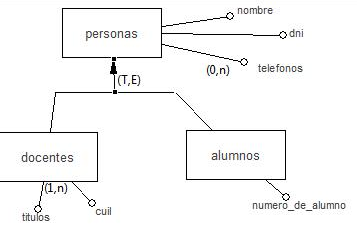 nombre
personas
dni
(0,n)
telefonos
(T,E)
docentes
alumnos
(1,n)
titulos
cuil
numero_de_alumno